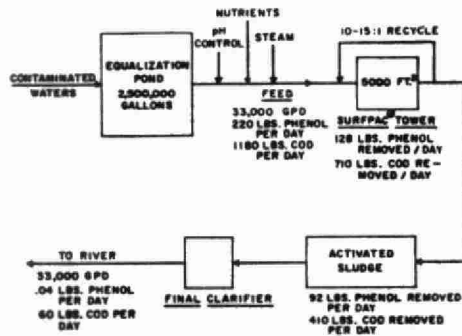 NUTRIENTS
pH
CONTROL
STEAM
10-15:1 RECYCLE
CONTAMINATED
WATERS
EQUALIZATION
POND
2,500,000
GALLONS
FEED
33,000 GPD
220 LBS. PHENOL
PER DAY
1180 LBS. COD
PER DAY
5000 FT.³
SURFPAC TOWER
128 LBS. PHENOL
REMOVED / DAY
710 LBS. COD RE-
MOVED / DAY
TO RIVER
33,000 GPD
.04 LBS. PHENOL
PER DAY
60 LBS. COD PER
DAY
FINAL CLARIFIER
ACTIVATED
SLUDGE
92 LBS. PHENOL REMOVED
PER DAY
410 LBS. COD REMOVED
PER DAY